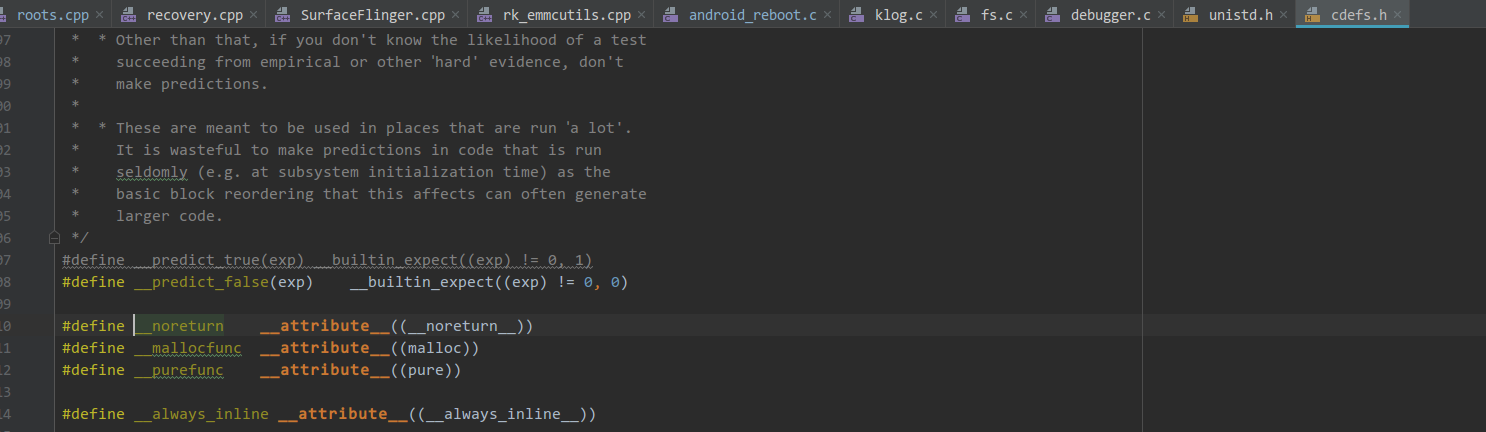 roots.cpp recovery.cpp SurfaceFlinger.cpp rk_emmcutils.cpp android_reboot.c klog.c fs.c debugger.c unistd.h cdefs.h
97 * * Other than that, if you don't know the likelihood of a test
98 * succeeding from empirical or other `hard' evidence, don't
99 * make predictions.
00 *
01 * * These are meant to be used in places that are run `a lot'.
02 * It is wasteful to make predictions in code that is run
03 * seldomly (e.g. at subsystem initialization time) as the
04 * basic block reordering that this affects can often generate
05 * larger code.
06 */
07 #define __predict_true(exp) __builtin_expect((exp) != 0, 1)
08 #define __predict_false(exp) __builtin_expect((exp) != 0, 0)
09
10 #define __noreturn __attribute__((__noreturn__))
11 #define __mallocfunc __attribute__((malloc))
12 #define __purefunc __attribute__((pure))
13
14 #define __always_inline __attribute__((__always_inline__))